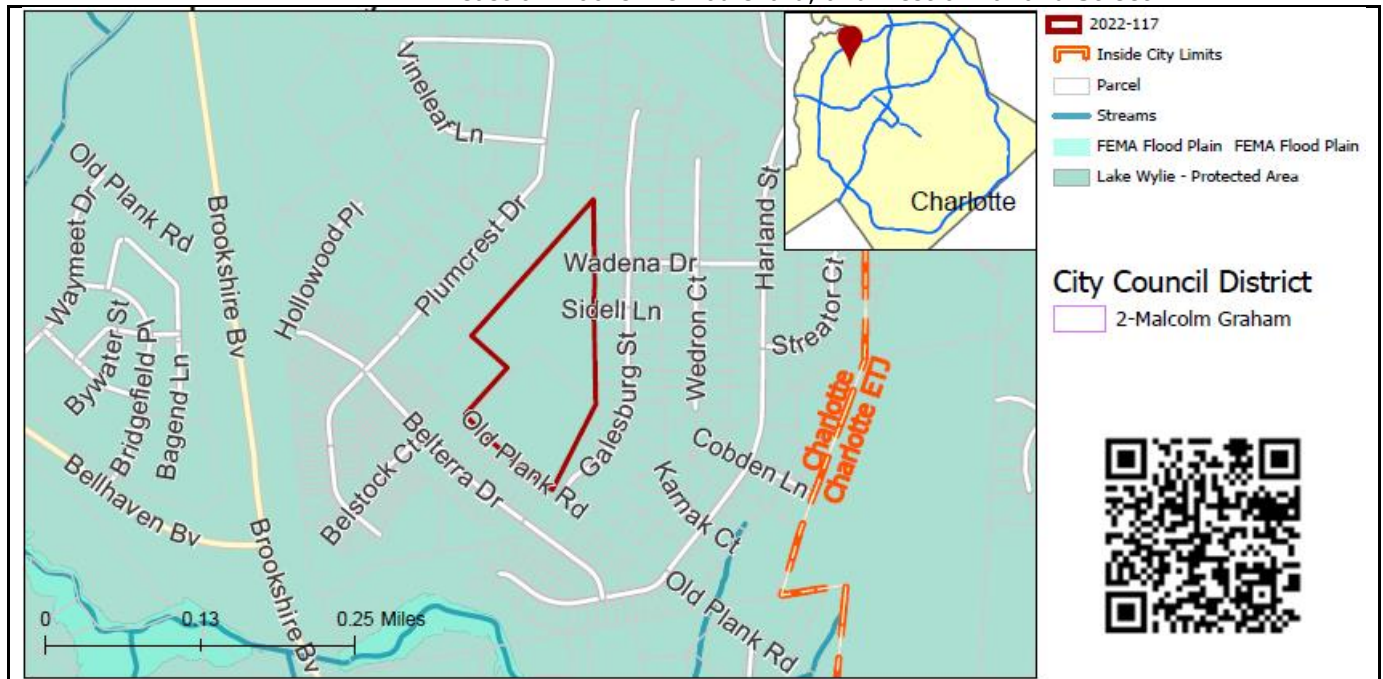 Vineleaf Ln
Old Plank Rd
Waymeet Dr
Brookshire Bv
Hollowood Pl
Plumcrest Dr
Bywater St
Bridgefield Pl
Bagend Ln
Wadena Dr
Sidell Ln
Harland St
Wedron Ct
Streator Ct
Galesburg St
Old Plank Rd
Belterra Dr
Belstock Ct
Bellhaven Bv
Brookshire Bv
Cobden Ln
Karnak Ct
Old Plank Rd
Charlotte
Charlotte ETJ
0 0.13 0.25 Miles
Charlotte
2022-117
Inside City Limits
Parcel
Streams
FEMA Flood Plain FEMA Flood Plain
Lake Wylie - Protected Area
City Council District
2-Malcolm Graham